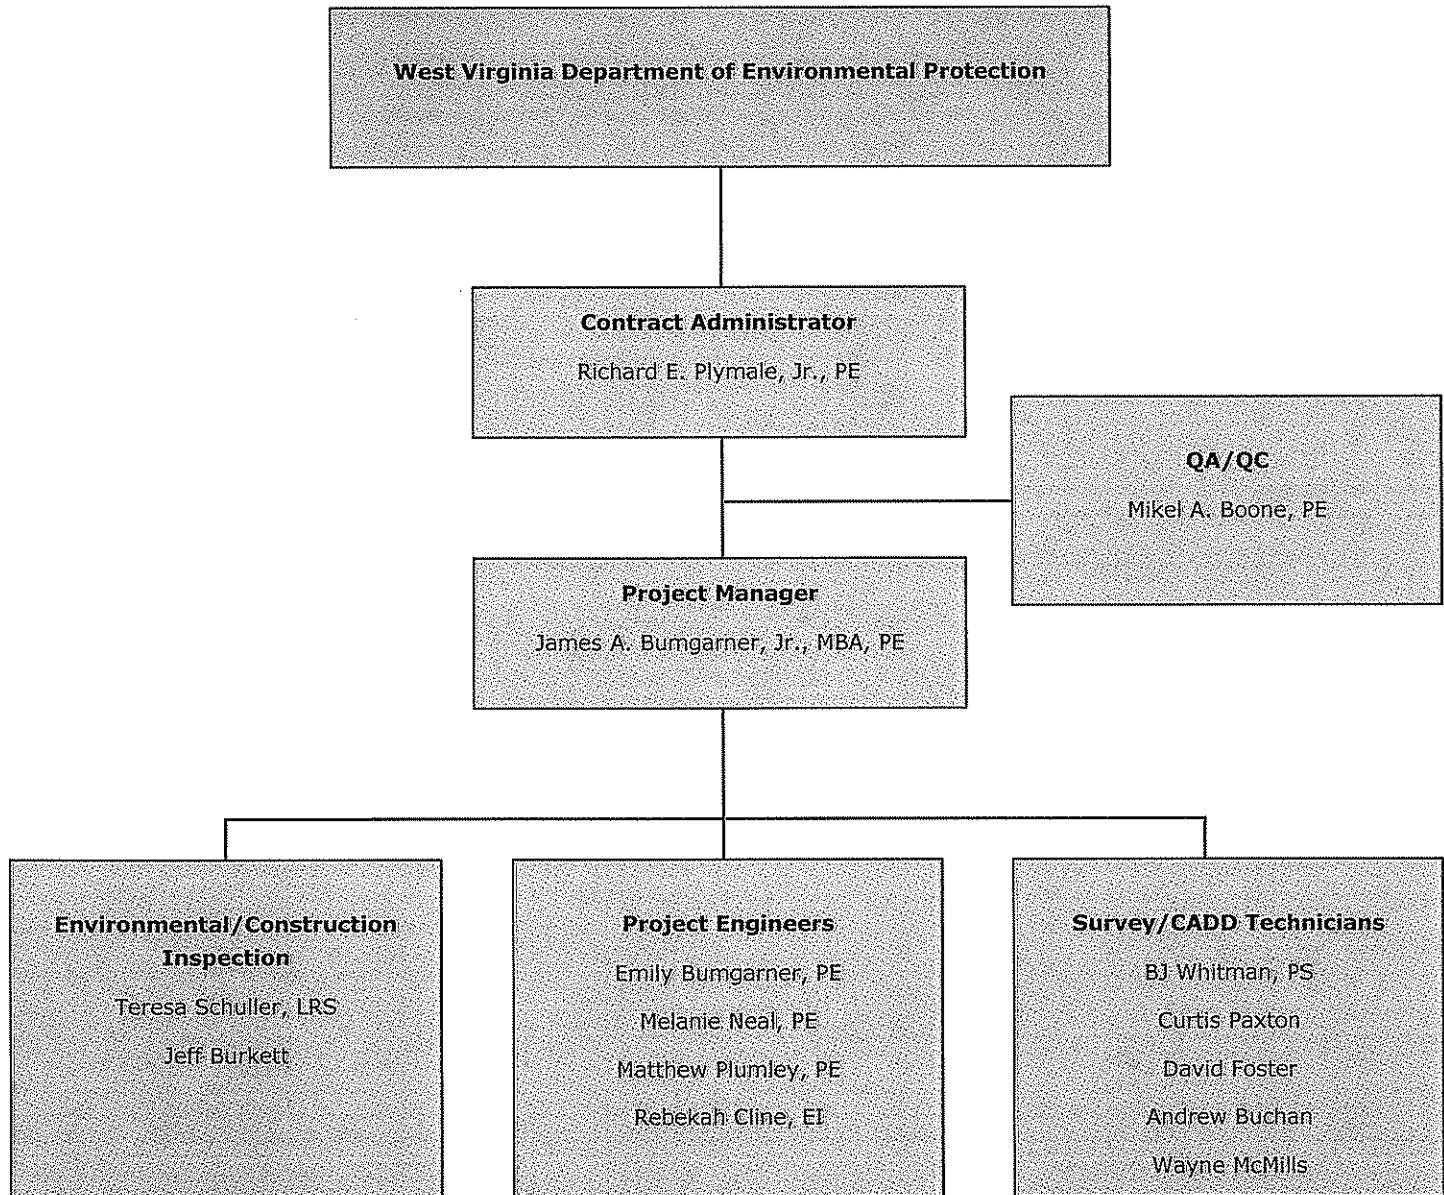 West Virginia Department of Environmental Protection
Contract Administrator
Richard E. Plymale, Jr., PE
QA/QC
Mikel A. Boone, PE
Project Manager
James A. Bumgarner, Jr., MBA, PE
Environmental/Construction
Inspection
Teresa Schuller, LRS
Jeff Burkett
Project Engineers
Emily Bumgarner, PE
Melanie Neal, PE
Matthew Plumley, PE
Rebekah Cline, EI
Survey/CADD Technicians
BJ Whitman, PS
Curtis Paxton
David Foster
Andrew Buchan
Wayne McMills